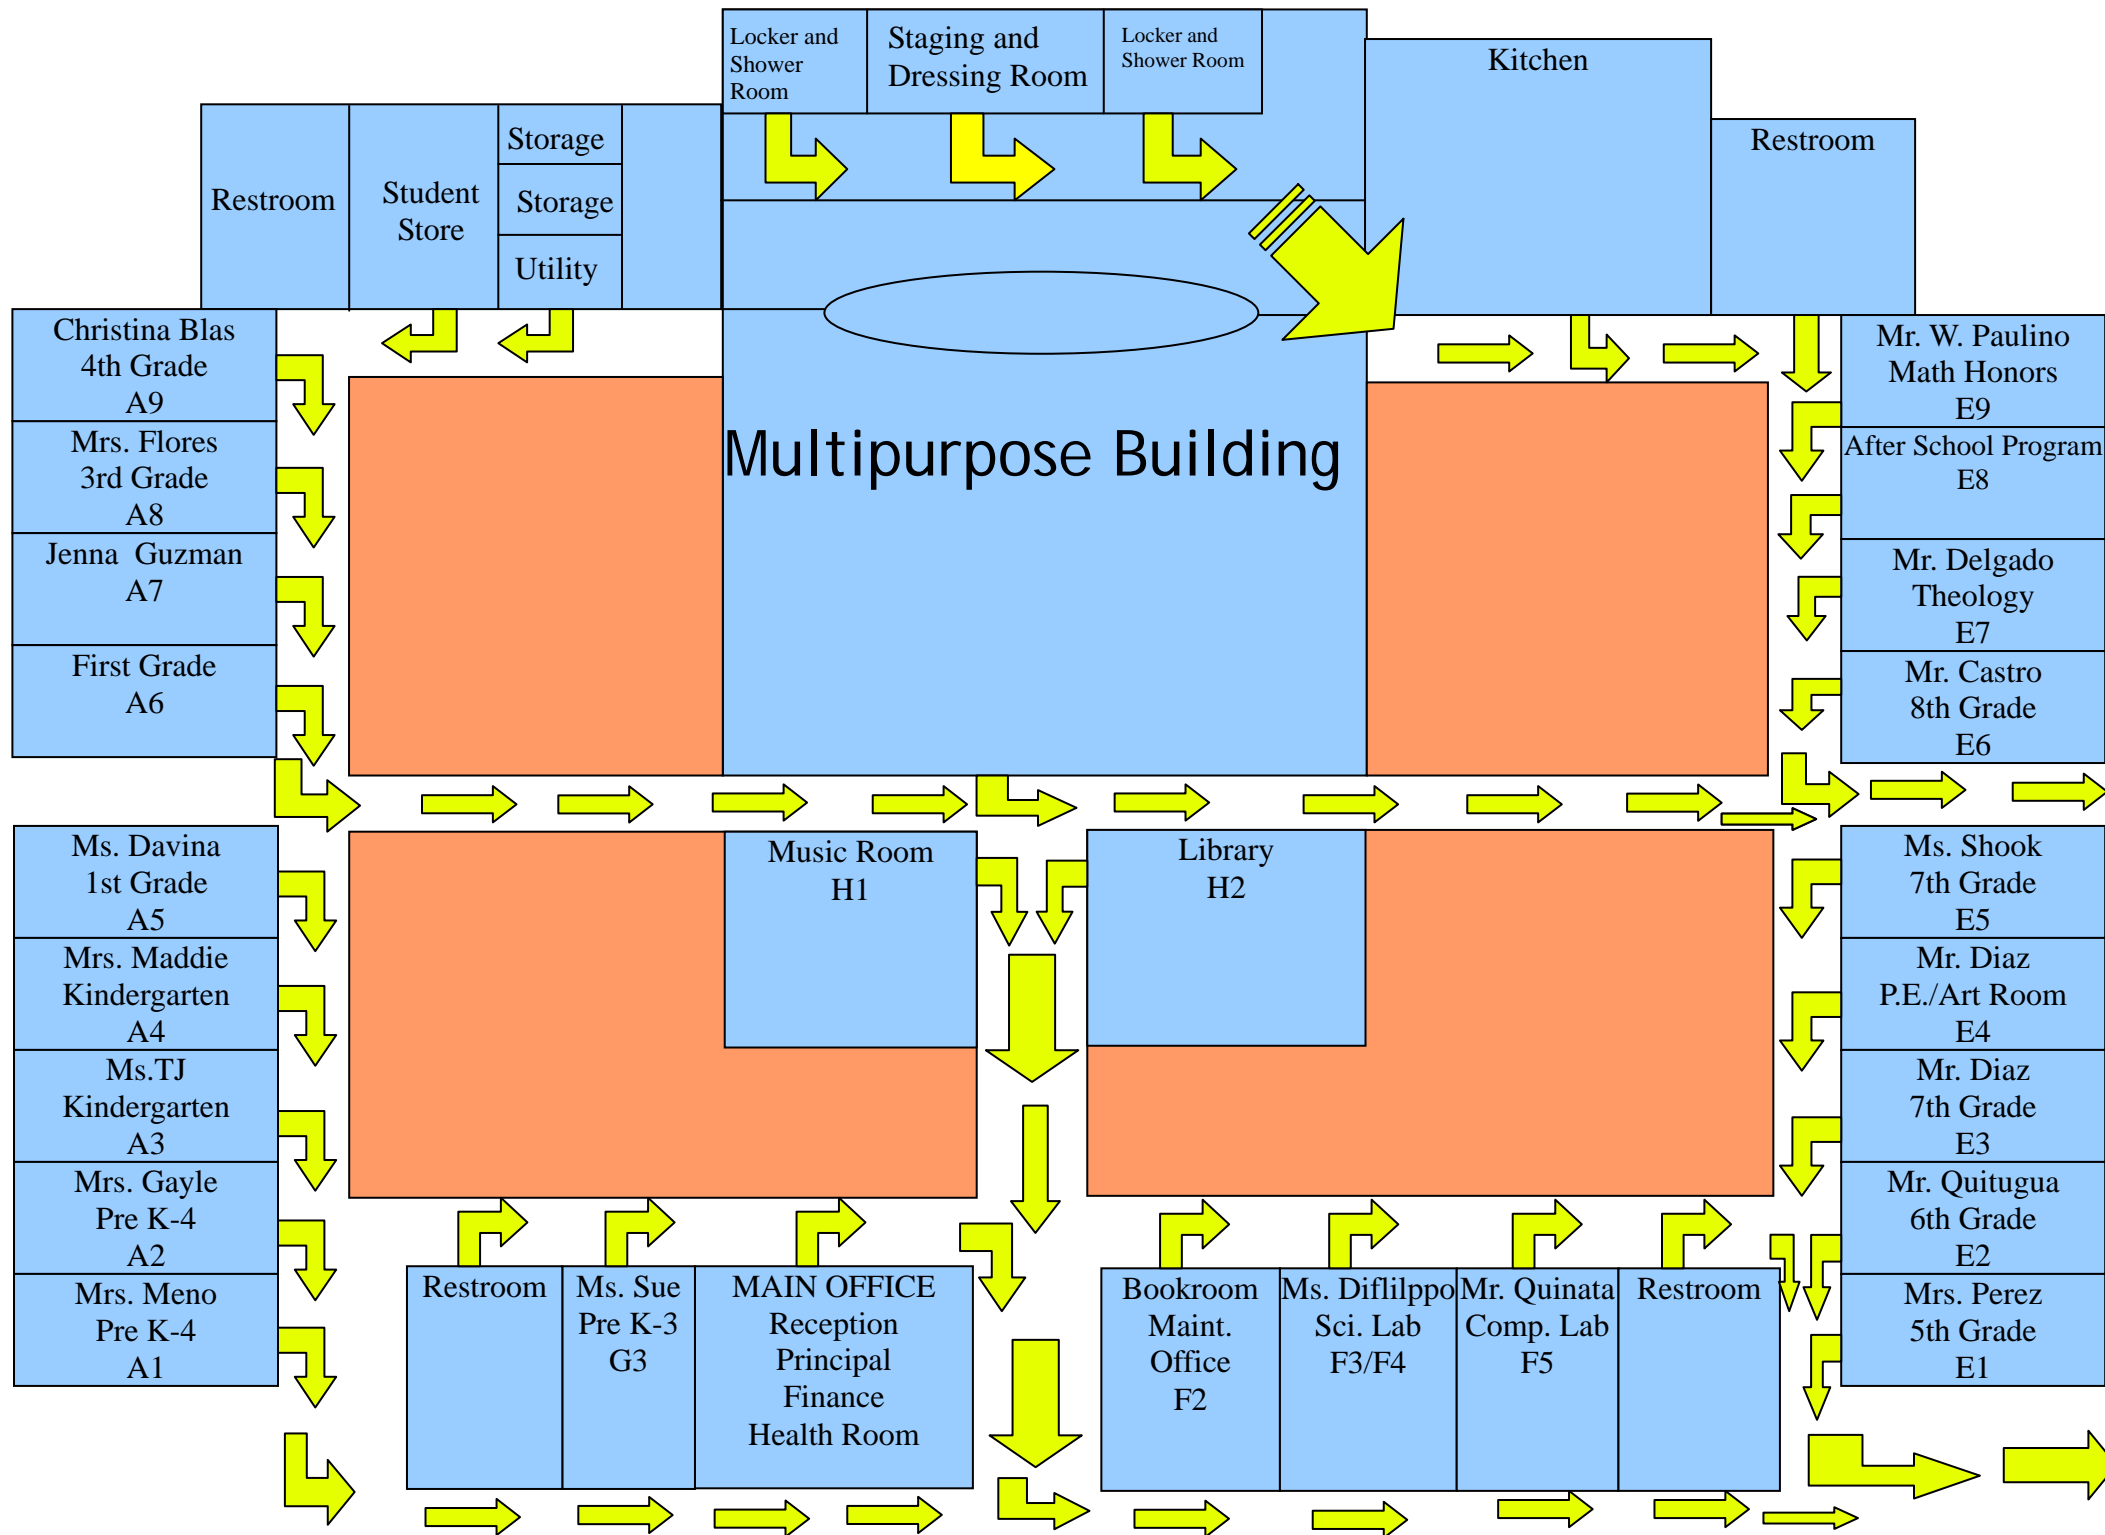 Locker and
Shower
Room
Staging and
Dressing Room
Locker and
Shower Room
Kitchen
Restroom
Restroom
Student
Store
Storage
Storage
Utility
Christina Blas
4th Grade
A9
Mrs. Flores
3rd Grade
A8
Jenna Guzman
A7
First Grade
A6
Multipurpose Building
Mr. W. Paulino
Math Honors
E9
After School Program
E8
Mr. Delgado
Theology
E7
Mr. Castro
8th Grade
E6
Ms. Davina
1st Grade
A5
Mrs. Maddie
Kindergarten
A4
Ms.TJ
Kindergarten
A3
Mrs. Gayle
Pre K-4
A2
Mrs. Meno
Pre K-4
A1
Music Room
H1
Library
H2
Ms. Shook
7th Grade
E5
Mr. Diaz
P.E./Art Room
E4
Mr. Diaz
7th Grade
E3
Mr. Quitugua
6th Grade
E2
Mrs. Perez
5th Grade
E1
Restroom
Ms. Sue
Pre K-3
G3
MAIN OFFICE
Reception
Principal
Finance
Health Room
Bookroom
Maint.
Office
F2
Ms. Diflilppo
Sci. Lab
F3/F4
Mr. Quinata
Comp. Lab
F5
Restroom